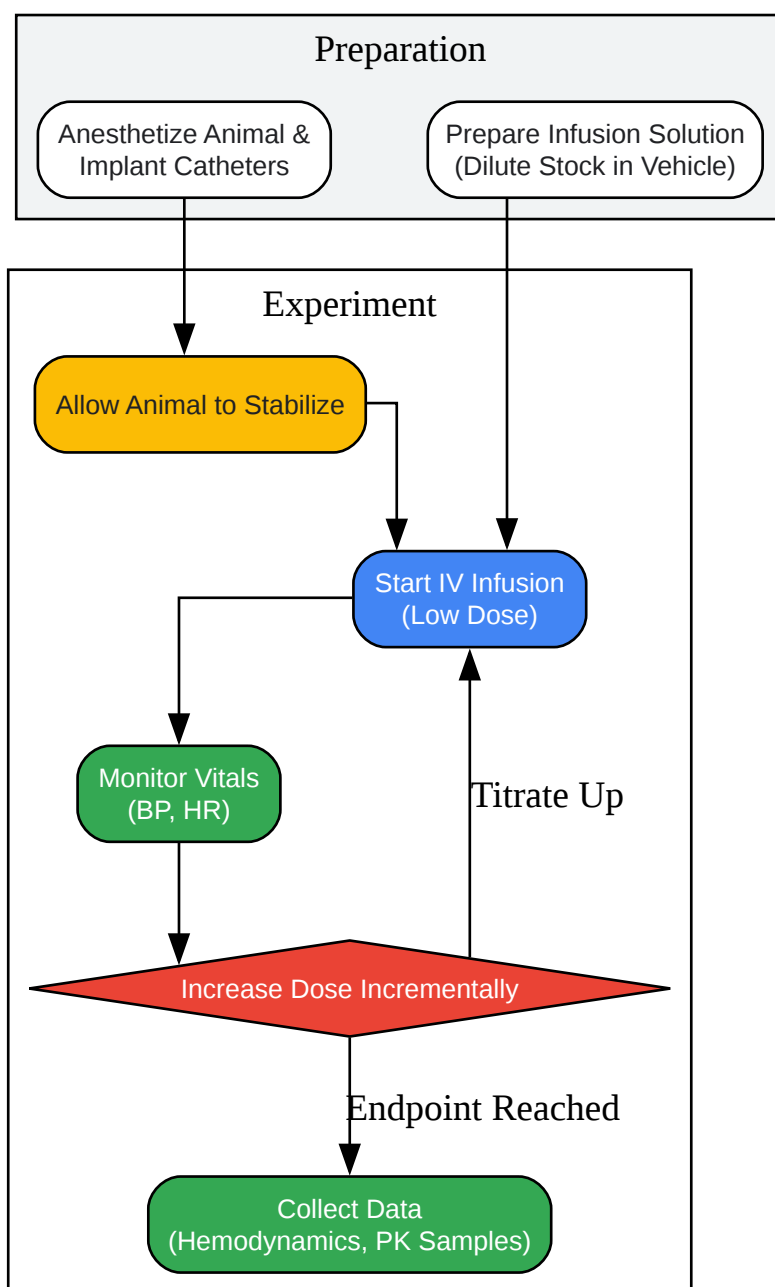 Preparation
Anesthetize Animal &
Implant Catheters
Prepare Infusion Solution
(Dilute Stock in Vehicle)
Experiment
Allow Animal to Stabilize
Start IV Infusion
(Low Dose)
Monitor Vitals
(BP, HR)
Titrate Up
Increase Dose Incrementally
Endpoint Reached
Collect Data
(Hemodynamics, PK Samples)